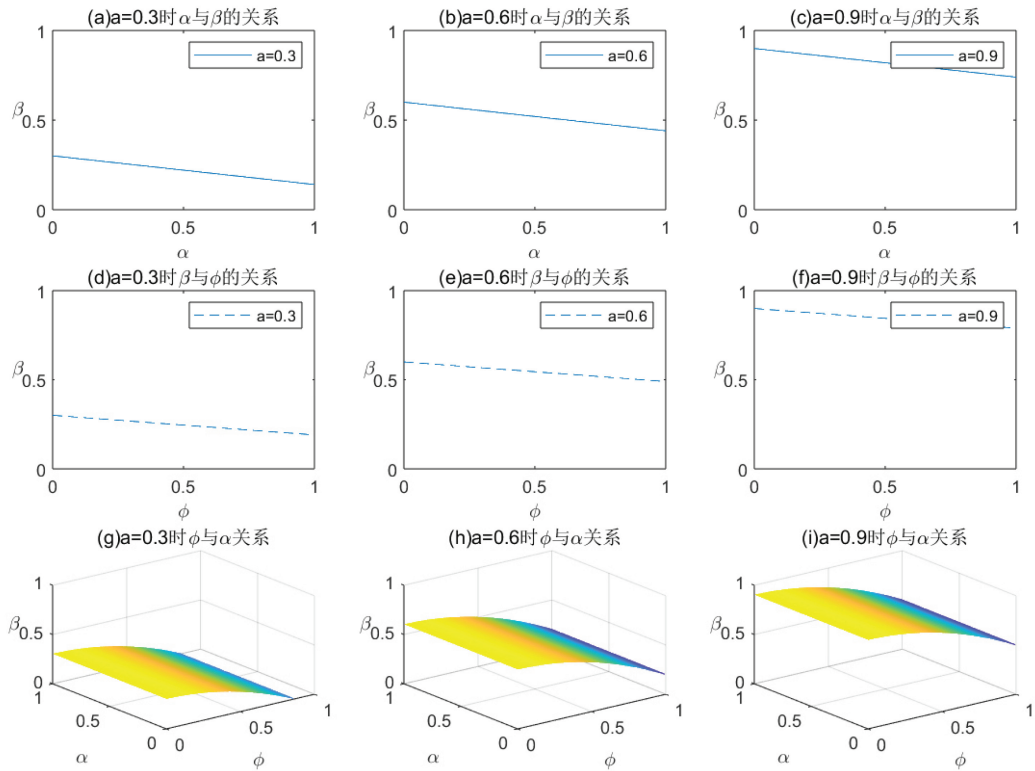 (a)a=0.3时α与β的关系
(b)a=0.6时α与β的关系
(c)a=0.9时α与β的关系
1
a=0.3
β
0.5
0
0
0.5
1
α
1
a=0.6
β
0.5
0
0
0.5
1
α
1
a=0.9
β
0.5
0
0
0.5
1
α
(d)a=0.3时β与ϕ的关系
(e)a=0.6时β与ϕ的关系
(f)a=0.9时β与ϕ的关系
1
a=0.3
β
0.5
0
0
0.5
1
ϕ
1
a=0.6
β
0.5
0
0
0.5
1
ϕ
1
a=0.9
β
0.5
0
0
0.5
1
ϕ
(g)a=0.3时ϕ与α关系
(h)a=0.6时ϕ与α关系
(i)a=0.9时ϕ与α关系
1
β
0.5
0
1
0.5
0
α
0
0.5
1
ϕ
1
β
0.5
0
1
0.5
0
α
0
0.5
1
ϕ
1
β
0.5
0
1
0.5
0
α
0
0.5
1
ϕ